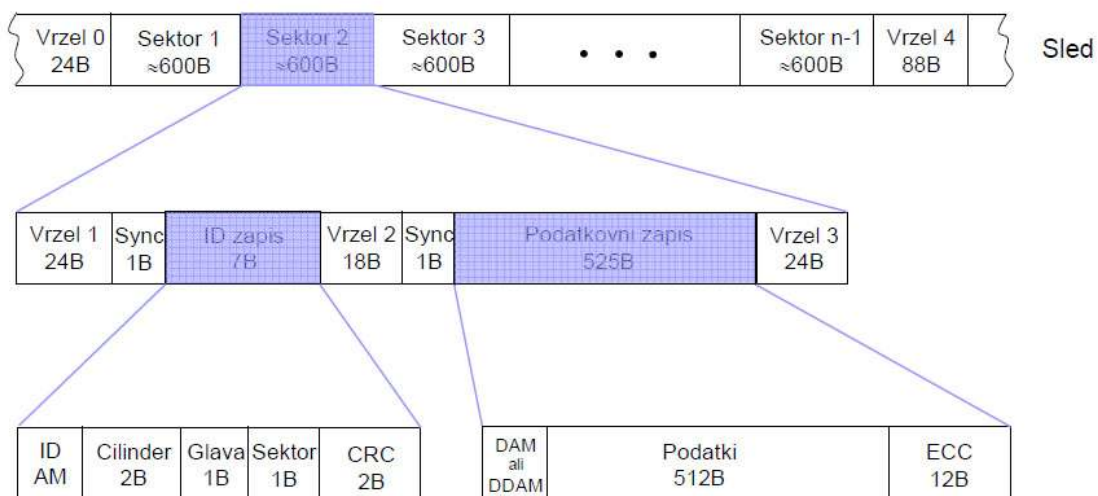 Vrzel 0
24B
Sektor 1
≈600B
Sektor 2
≈600B
Sektor 3
≈600B
• • •
Sektor n-1
≈600B
Vrzel 4
88B
Sled
Vrzel 1
24B
Sync
1B
ID zapis
7B
Vrzel 2
18B
Sync
1B
Podatkovni zapis
525B
Vrzel 3
24B
ID
AM
Cilinder
2B
Glava
1B
Sektor
1B
CRC
2B
DAM
ali
DDAM
Podatki
512B
ECC
12B